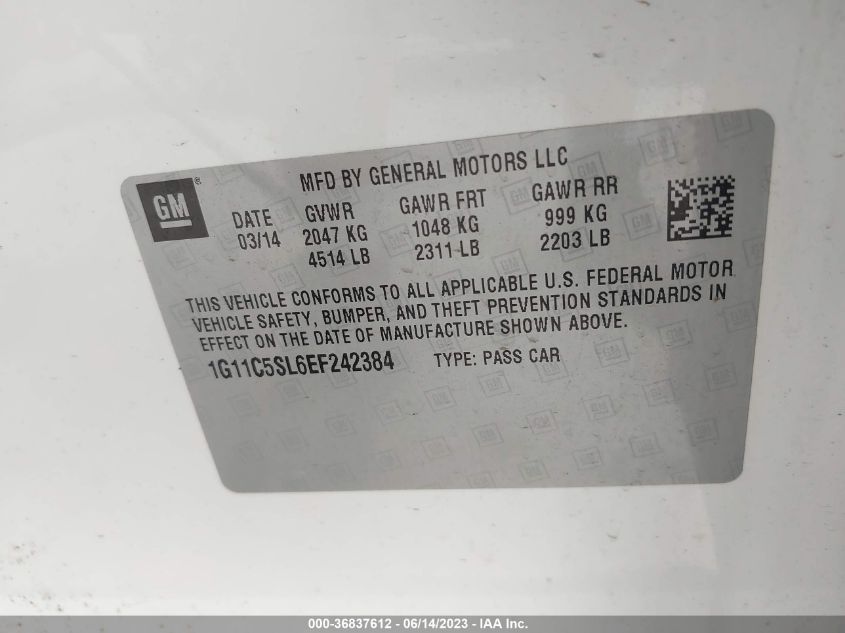 GM ®
MFD BY GENERAL MOTORS LLC
DATE GVWR GAWR FRT GAWR RR
03/14 2047 KG 1048 KG 999 KG
4514 LB 2311 LB 2203 LB
THIS VEHICLE CONFORMS TO ALL APPLICABLE U.S. FEDERAL MOTOR
VEHICLE SAFETY, BUMPER, AND THEFT PREVENTION STANDARDS IN
EFFECT ON THE DATE OF MANUFACTURE SHOWN ABOVE.
1G11C5SL6EF242384 TYPE: PASS CAR
000-36837612 - 06/14/2023 - IAA Inc.